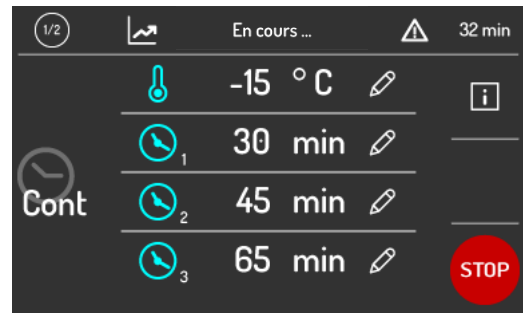 1/2 En cours ... 32 min
-15 °C
1 30 min
Cont
2 45 min
3 65 min
STOP
i